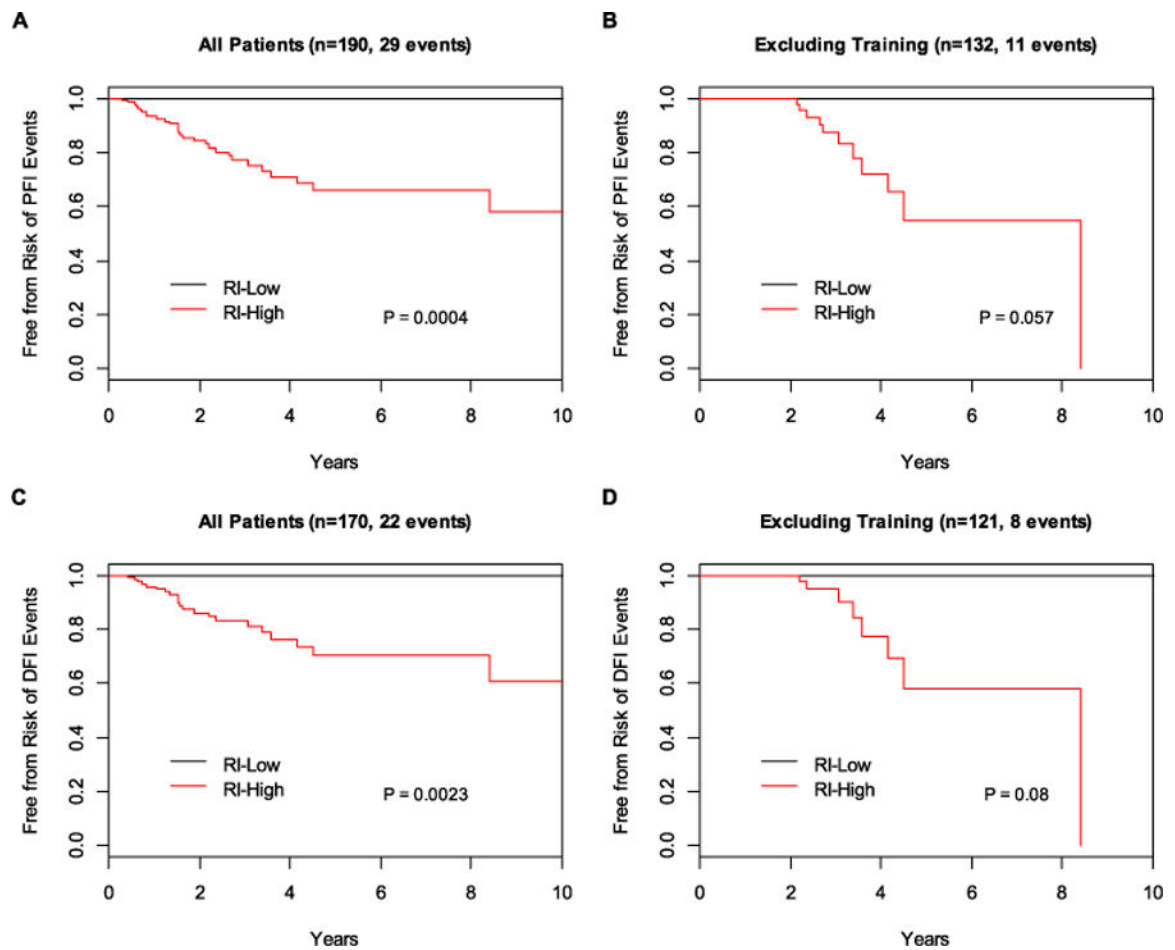 A
All Patients (n=190, 29 events)
Free from Risk of PFI Events
1.0
0.8
0.6
0.4
0.2
0.0
RI-Low
RI-High
P = 0.0004
0 2 4 6 8 10
Years
B
Excluding Training (n=132, 11 events)
Free from Risk of PFI Events
1.0
0.8
0.6
0.4
0.2
0.0
RI-Low
RI-High
P = 0.057
0 2 4 6 8 10
Years
C
All Patients (n=170, 22 events)
Free from Risk of DFI Events
1.0
0.8
0.6
0.4
0.2
0.0
RI-Low
RI-High
P = 0.0023
0 2 4 6 8 10
Years
D
Excluding Training (n=121, 8 events)
Free from Risk of DFI Events
1.0
0.8
0.6
0.4
0.2
0.0
RI-Low
RI-High
P = 0.08
0 2 4 6 8 10
Years